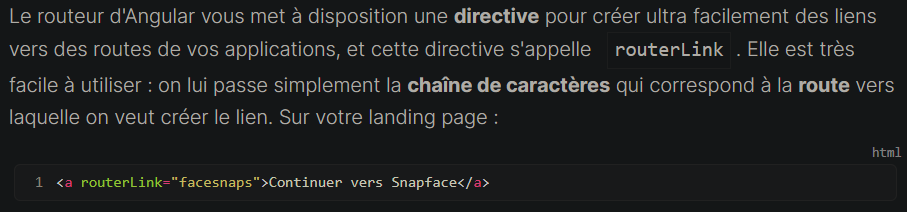 Le routeur d'Angular vous met à disposition une directive pour créer ultra facilement des liens
vers des routes de vos applications, et cette directive s'appelle routerLink . Elle est très
facile à utiliser : on lui passe simplement la chaîne de caractères qui correspond à la route vers
laquelle on veut créer le lien. Sur votre landing page :
html
1 <a routerLink="facesnaps">Continuer vers Snapface</a>